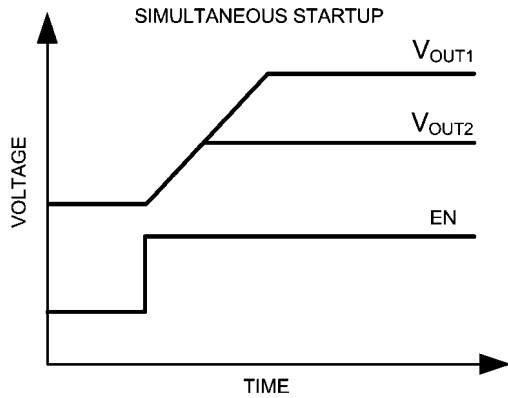 SIMULTANEOUS STARTUP
VOUT1
VOUT2
VOLTAGE
EN
TIME